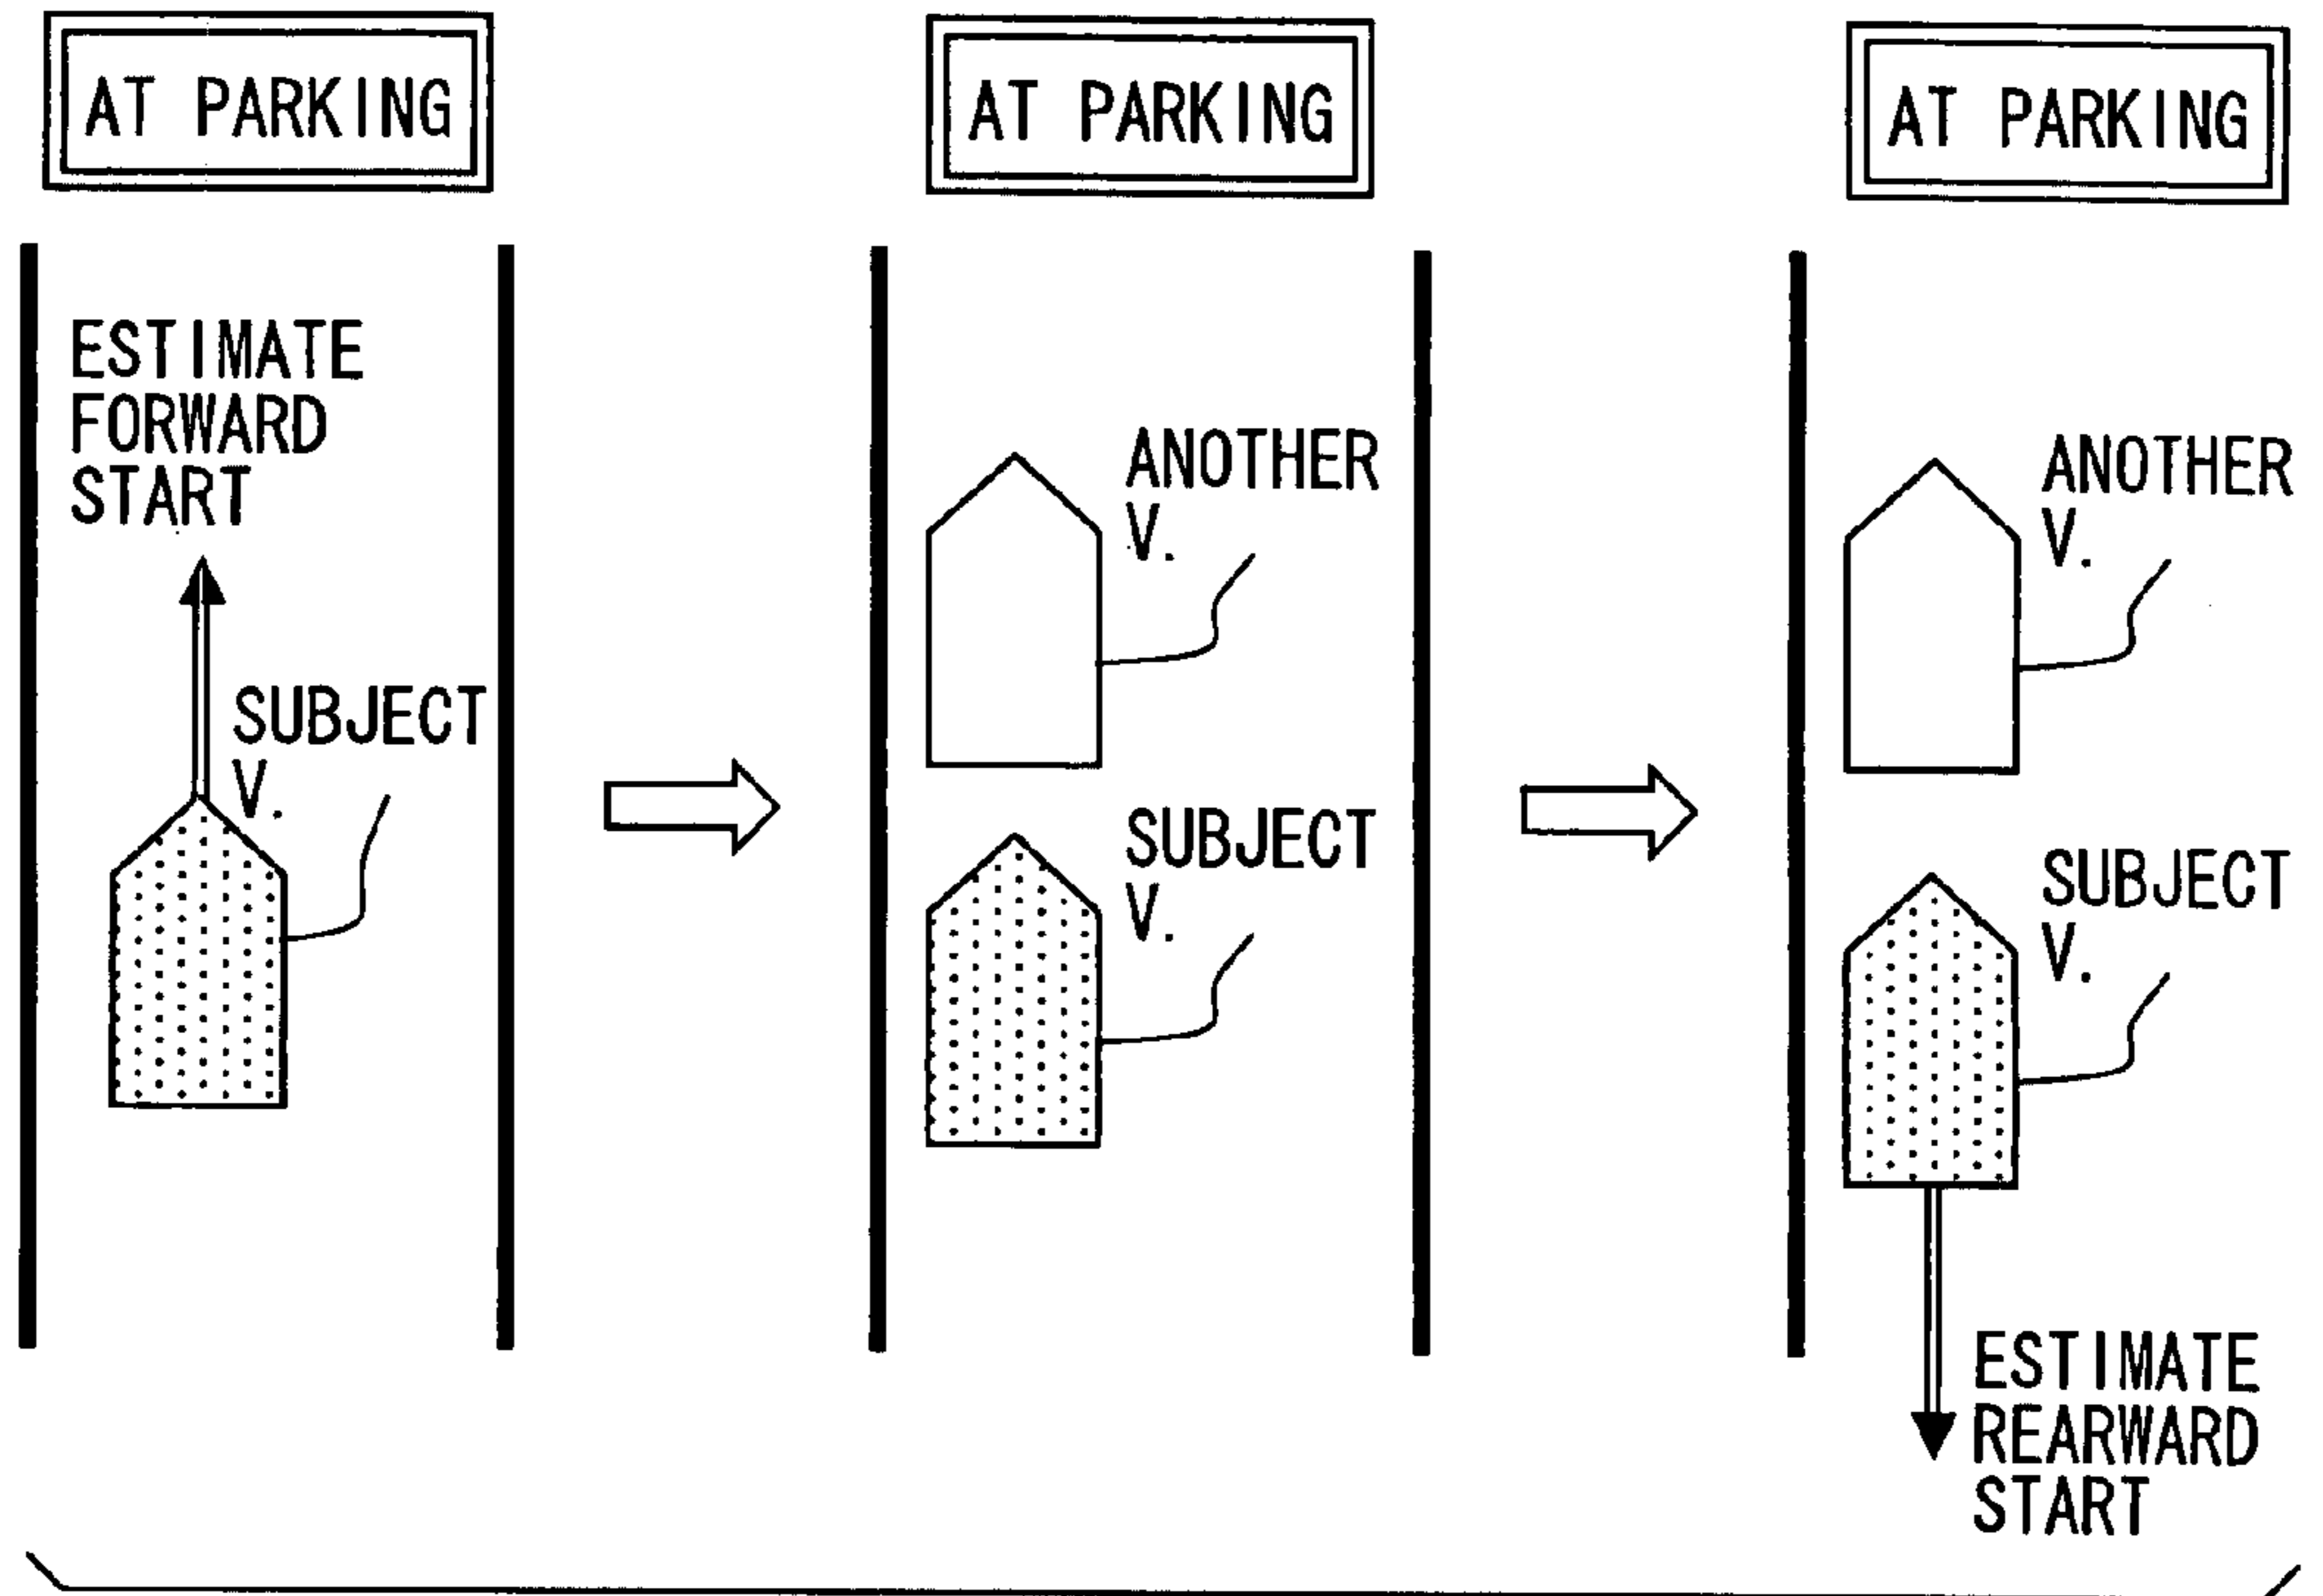 AT PARKING
ESTIMATE
FORWARD
START
SUBJECT
V.
AT PARKING
ANOTHER
V.
SUBJECT
V.
AT PARKING
ANOTHER
V.
SUBJECT
V.
ESTIMATE
REARWARD
START